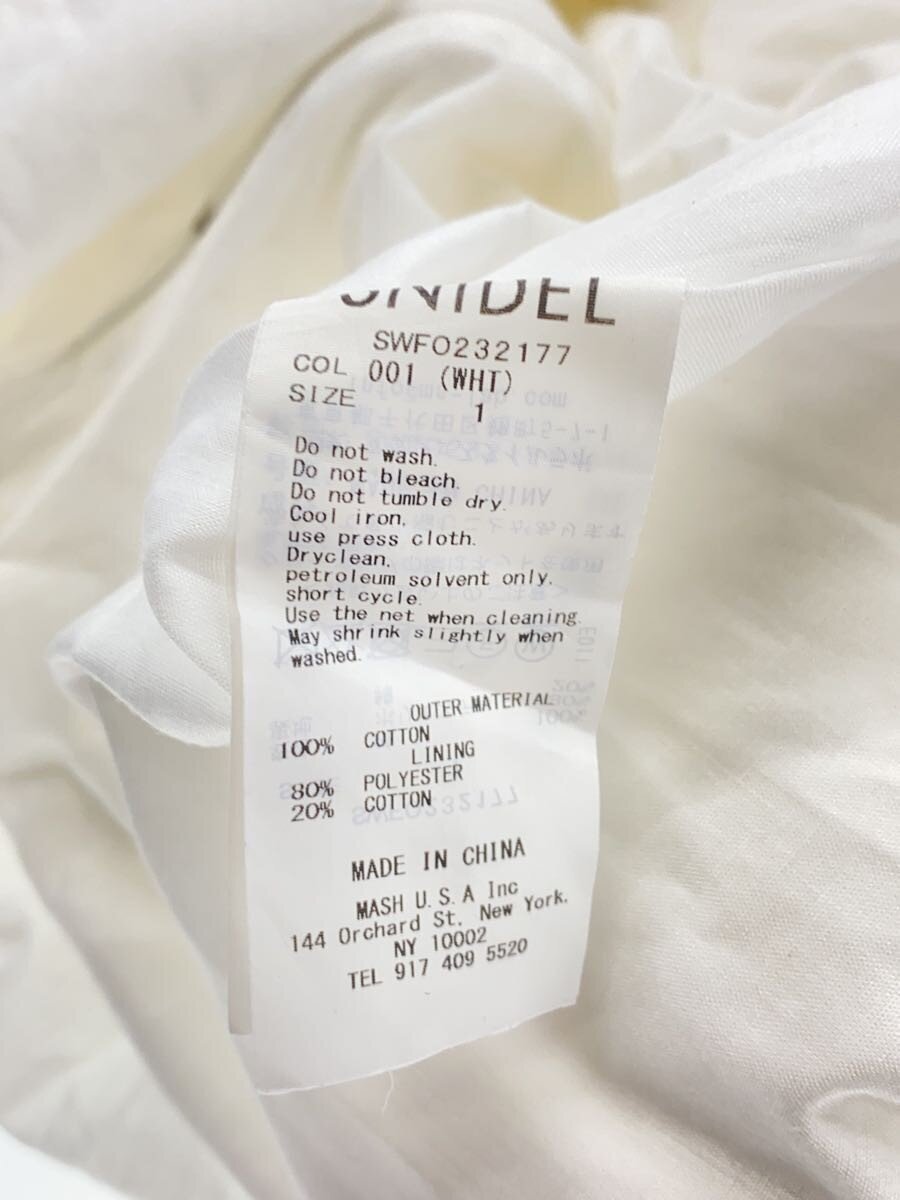 SNIDEL
SWFO232177
COL 001 (WHT)
SIZE 1
Do not wash.
Do not bleach.
Do not tumble dry.
Cool iron,
use press cloth.
Dryclean,
petroleum solvent only.
short cycle.
Use the net when cleaning.
May shrink slightly when
washed.
OUTER MATERIAL
100% COTTON
LINING
80% POLYESTER
20% COTTON
MADE IN CHINA
MASH U.S.A Inc
144 Orchard St. New York.
NY 10002
TEL 917 409 5520